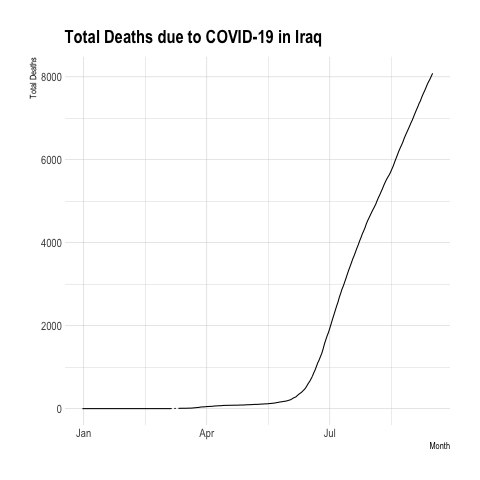 Total Deaths due to COVID-19 in Iraq
Total Deaths
8000
6000
4000
2000
0
Jan Apr Jul
Month